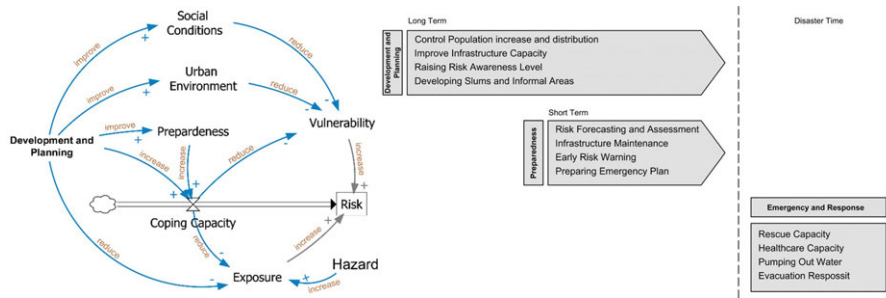 Social
Conditions
improve
+
reduce
-
Urban
Environment
improve
+
reduce
-
Vulnerability
Prepardeness
improve
+
Development and
Planning
increase
+
increase
+
reduce
-
increase
+
Risk
Coping Capacity
reduce
-
increase
+
reduce
-
Exposure
Hazard
+
increase
Long Term
Development and
Planning
Control Population increase and distribution
Improve Infrastructure Capacity
Raising Risk Awareness Level
Developing Slums and Informal Areas
Short Term
Preparedness
Risk Forecasting and Assessment
Infrastructure Maintenance
Early Risk Warning
Preparing Emergency Plan
Disaster Time
Emergency and Response
Rescue Capacity
Healthcare Capacity
Pumping Out Water
Evacuation Respossit